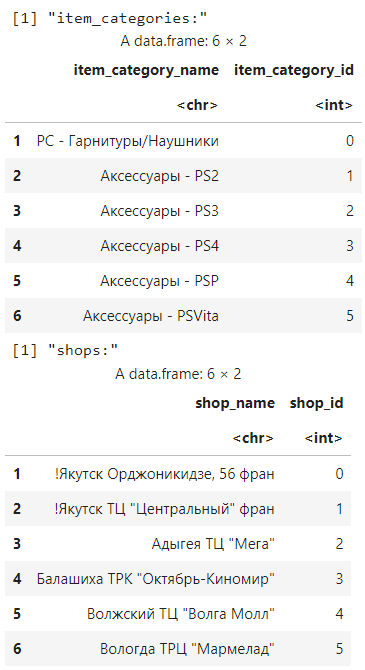 [1] "item_categories:"
A data.frame: 6 × 2
item_category_name item_category_id
<chr> <int>
1 PC - Гарнитуры/Наушники 0
2 Аксессуары - PS2 1
3 Аксессуары - PS3 2
4 Аксессуары - PS4 3
5 Аксессуары - PSP 4
6 Аксессуары - PSVita 5
[1] "shops:"
A data.frame: 6 × 2
shop_name shop_id
<chr> <int>
1 !Якутск Орджоникидзе, 56 фран 0
2 !Якутск ТЦ "Центральный" фран 1
3 Адыгея ТЦ "Мега" 2
4 Балашиха ТРК "Октябрь-Киномир" 3
5 Волжский ТЦ "Волга Молл" 4
6 Вологда ТРЦ "Мармелад" 5